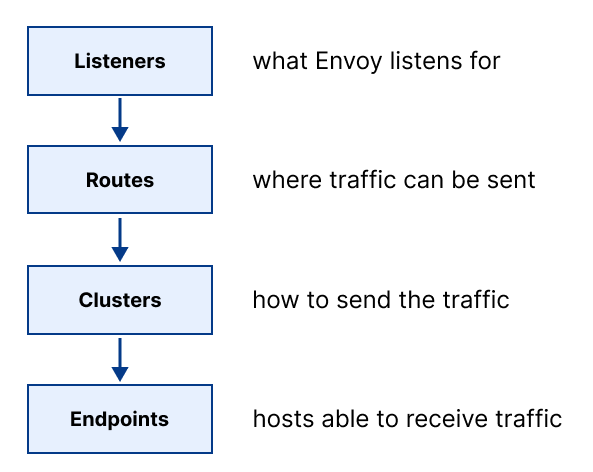 Listeners
what Envoy listens for
Routes
where traffic can be sent
Clusters
how to send the traffic
Endpoints
hosts able to receive traffic